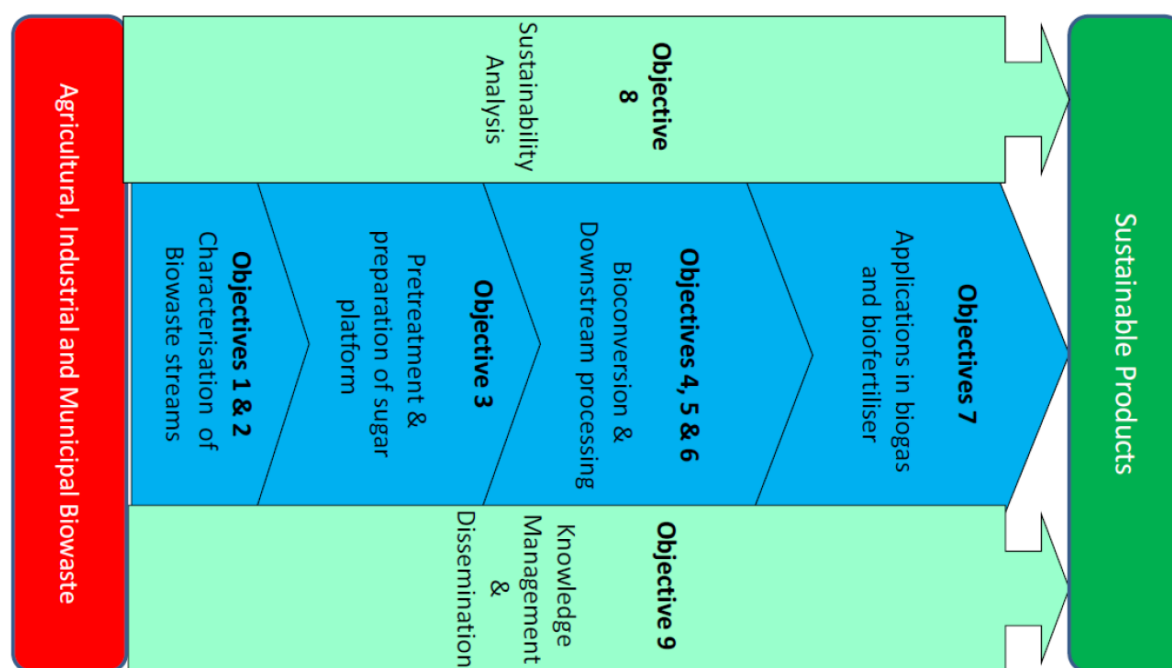 Sustainable Products
Objective
8
Sustainability
Analysis
Objectives 7
Applications in biogas
and biofertiliser
Objectives 4, 5 & 6
Bioconversion &
Downstream processing
Objective 3
Pretreatment &
preparation of sugar
platform
Objectives 1 & 2
Characterisation of
Biowaste streams
Objective 9
Knowledge
Management
&
Dissemination
Agricultural, Industrial and Municipal Biowaste